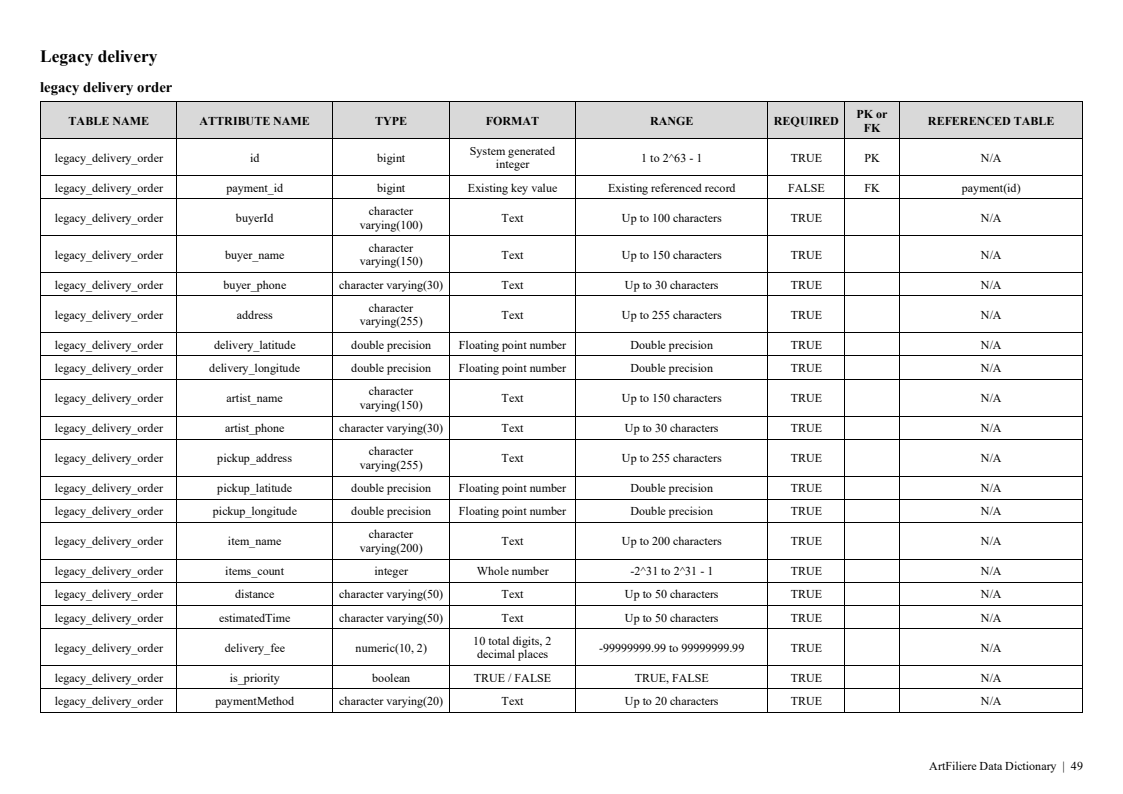 Legacy delivery
legacy delivery order
TABLE NAME ATTRIBUTE NAME TYPE FORMAT RANGE REQUIRED PK or FK REFERENCED TABLE
legacy_delivery_order id bigint System generated integer 1 to 2^63 - 1 TRUE PK N/A
legacy_delivery_order payment_id bigint Existing key value Existing referenced record FALSE FK payment(id)
legacy_delivery_order buyerId character varying(100) Text Up to 100 characters TRUE N/A
legacy_delivery_order buyer_name character varying(150) Text Up to 150 characters TRUE N/A
legacy_delivery_order buyer_phone character varying(30) Text Up to 30 characters TRUE N/A
legacy_delivery_order address character varying(255) Text Up to 255 characters TRUE N/A
legacy_delivery_order delivery_latitude double precision Floating point number Double precision TRUE N/A
legacy_delivery_order delivery_longitude double precision Floating point number Double precision TRUE N/A
legacy_delivery_order artist_name character varying(150) Text Up to 150 characters TRUE N/A
legacy_delivery_order artist_phone character varying(30) Text Up to 30 characters TRUE N/A
legacy_delivery_order pickup_address character varying(255) Text Up to 255 characters TRUE N/A
legacy_delivery_order pickup_latitude double precision Floating point number Double precision TRUE N/A
legacy_delivery_order pickup_longitude double precision Floating point number Double precision TRUE N/A
legacy_delivery_order item_name character varying(200) Text Up to 200 characters TRUE N/A
legacy_delivery_order items_count integer Whole number -2^31 to 2^31 - 1 TRUE N/A
legacy_delivery_order distance character varying(50) Text Up to 50 characters TRUE N/A
legacy_delivery_order estimatedTime character varying(50) Text Up to 50 characters TRUE N/A
legacy_delivery_order delivery_fee numeric(10, 2) 10 total digits, 2 decimal places -99999999.99 to 99999999.99 TRUE N/A
legacy_delivery_order is_priority boolean TRUE / FALSE TRUE, FALSE TRUE N/A
legacy_delivery_order paymentMethod character varying(20) Text Up to 20 characters TRUE N/A
ArtFiliere Data Dictionary | 49